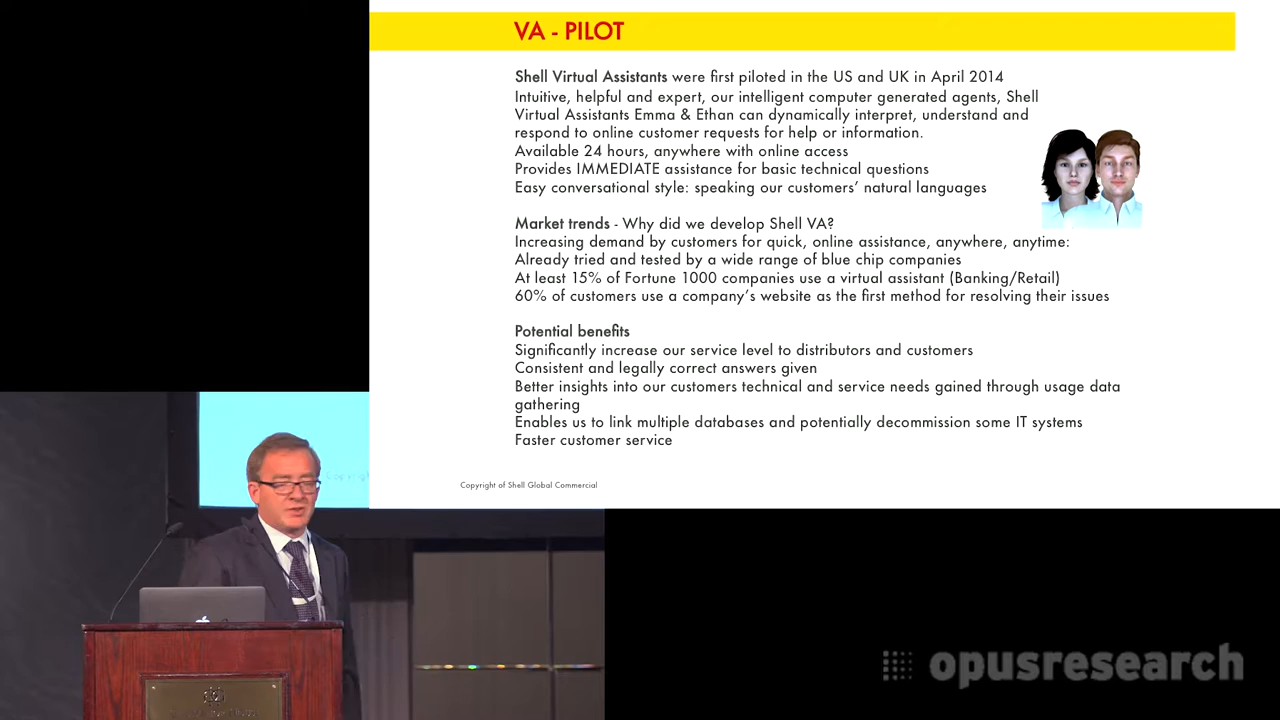 VA - PILOT
Shell Virtual Assistants were first piloted in the US and UK in April 2014
Intuitive, helpful and expert, our intelligent computer generated agents, Shell
Virtual Assistants Emma & Ethan can dynamically interpret, understand and
respond to online customer requests for help or information.
Available 24 hours, anywhere with online access
Provides IMMEDIATE assistance for basic technical questions
Easy conversational style: speaking our customers’ natural languages
Market trends - Why did we develop Shell VA?
Increasing demand by customers for quick, online assistance, anywhere, anytime:
Already tried and tested by a wide range of blue chip companies
At least 15% of Fortune 1000 companies use a virtual assistant (Banking/Retail)
60% of customers use a company’s website as the first method for resolving their issues
Potential benefits
Significantly increase our service level to distributors and customers
Consistent and legally correct answers given
Better insights into our customers technical and service needs gained through usage data
gathering
Enables us to link multiple databases and potentially decommission some IT systems
Faster customer service
Copyright of Shell Global Commercial
opusresearch